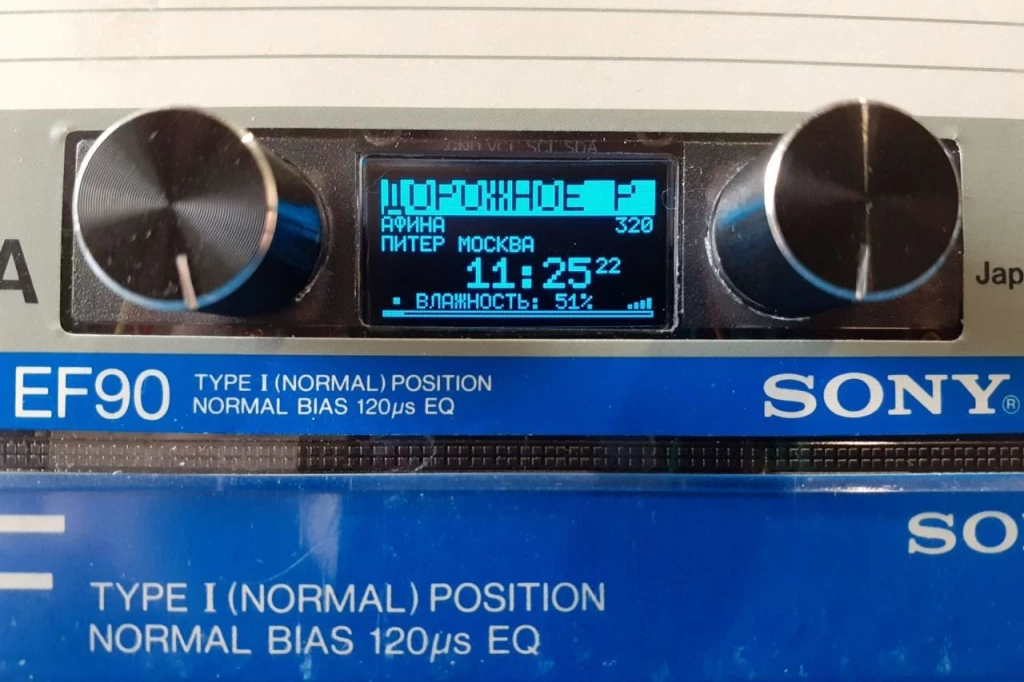 GND VCC SCL SDA
ДОРОЖНОЕ Р
АФИНА 320
ПИТЕР МОСКВА
11:25 22
ВЛАЖНОСТЬ: 51%
A
Jap
EF90
TYPE I (NORMAL) POSITION
NORMAL BIAS 120µs EQ
SONY®
SO
TYPE I (NORMAL) POSITION
NORMAL BIAS 120µs EQ